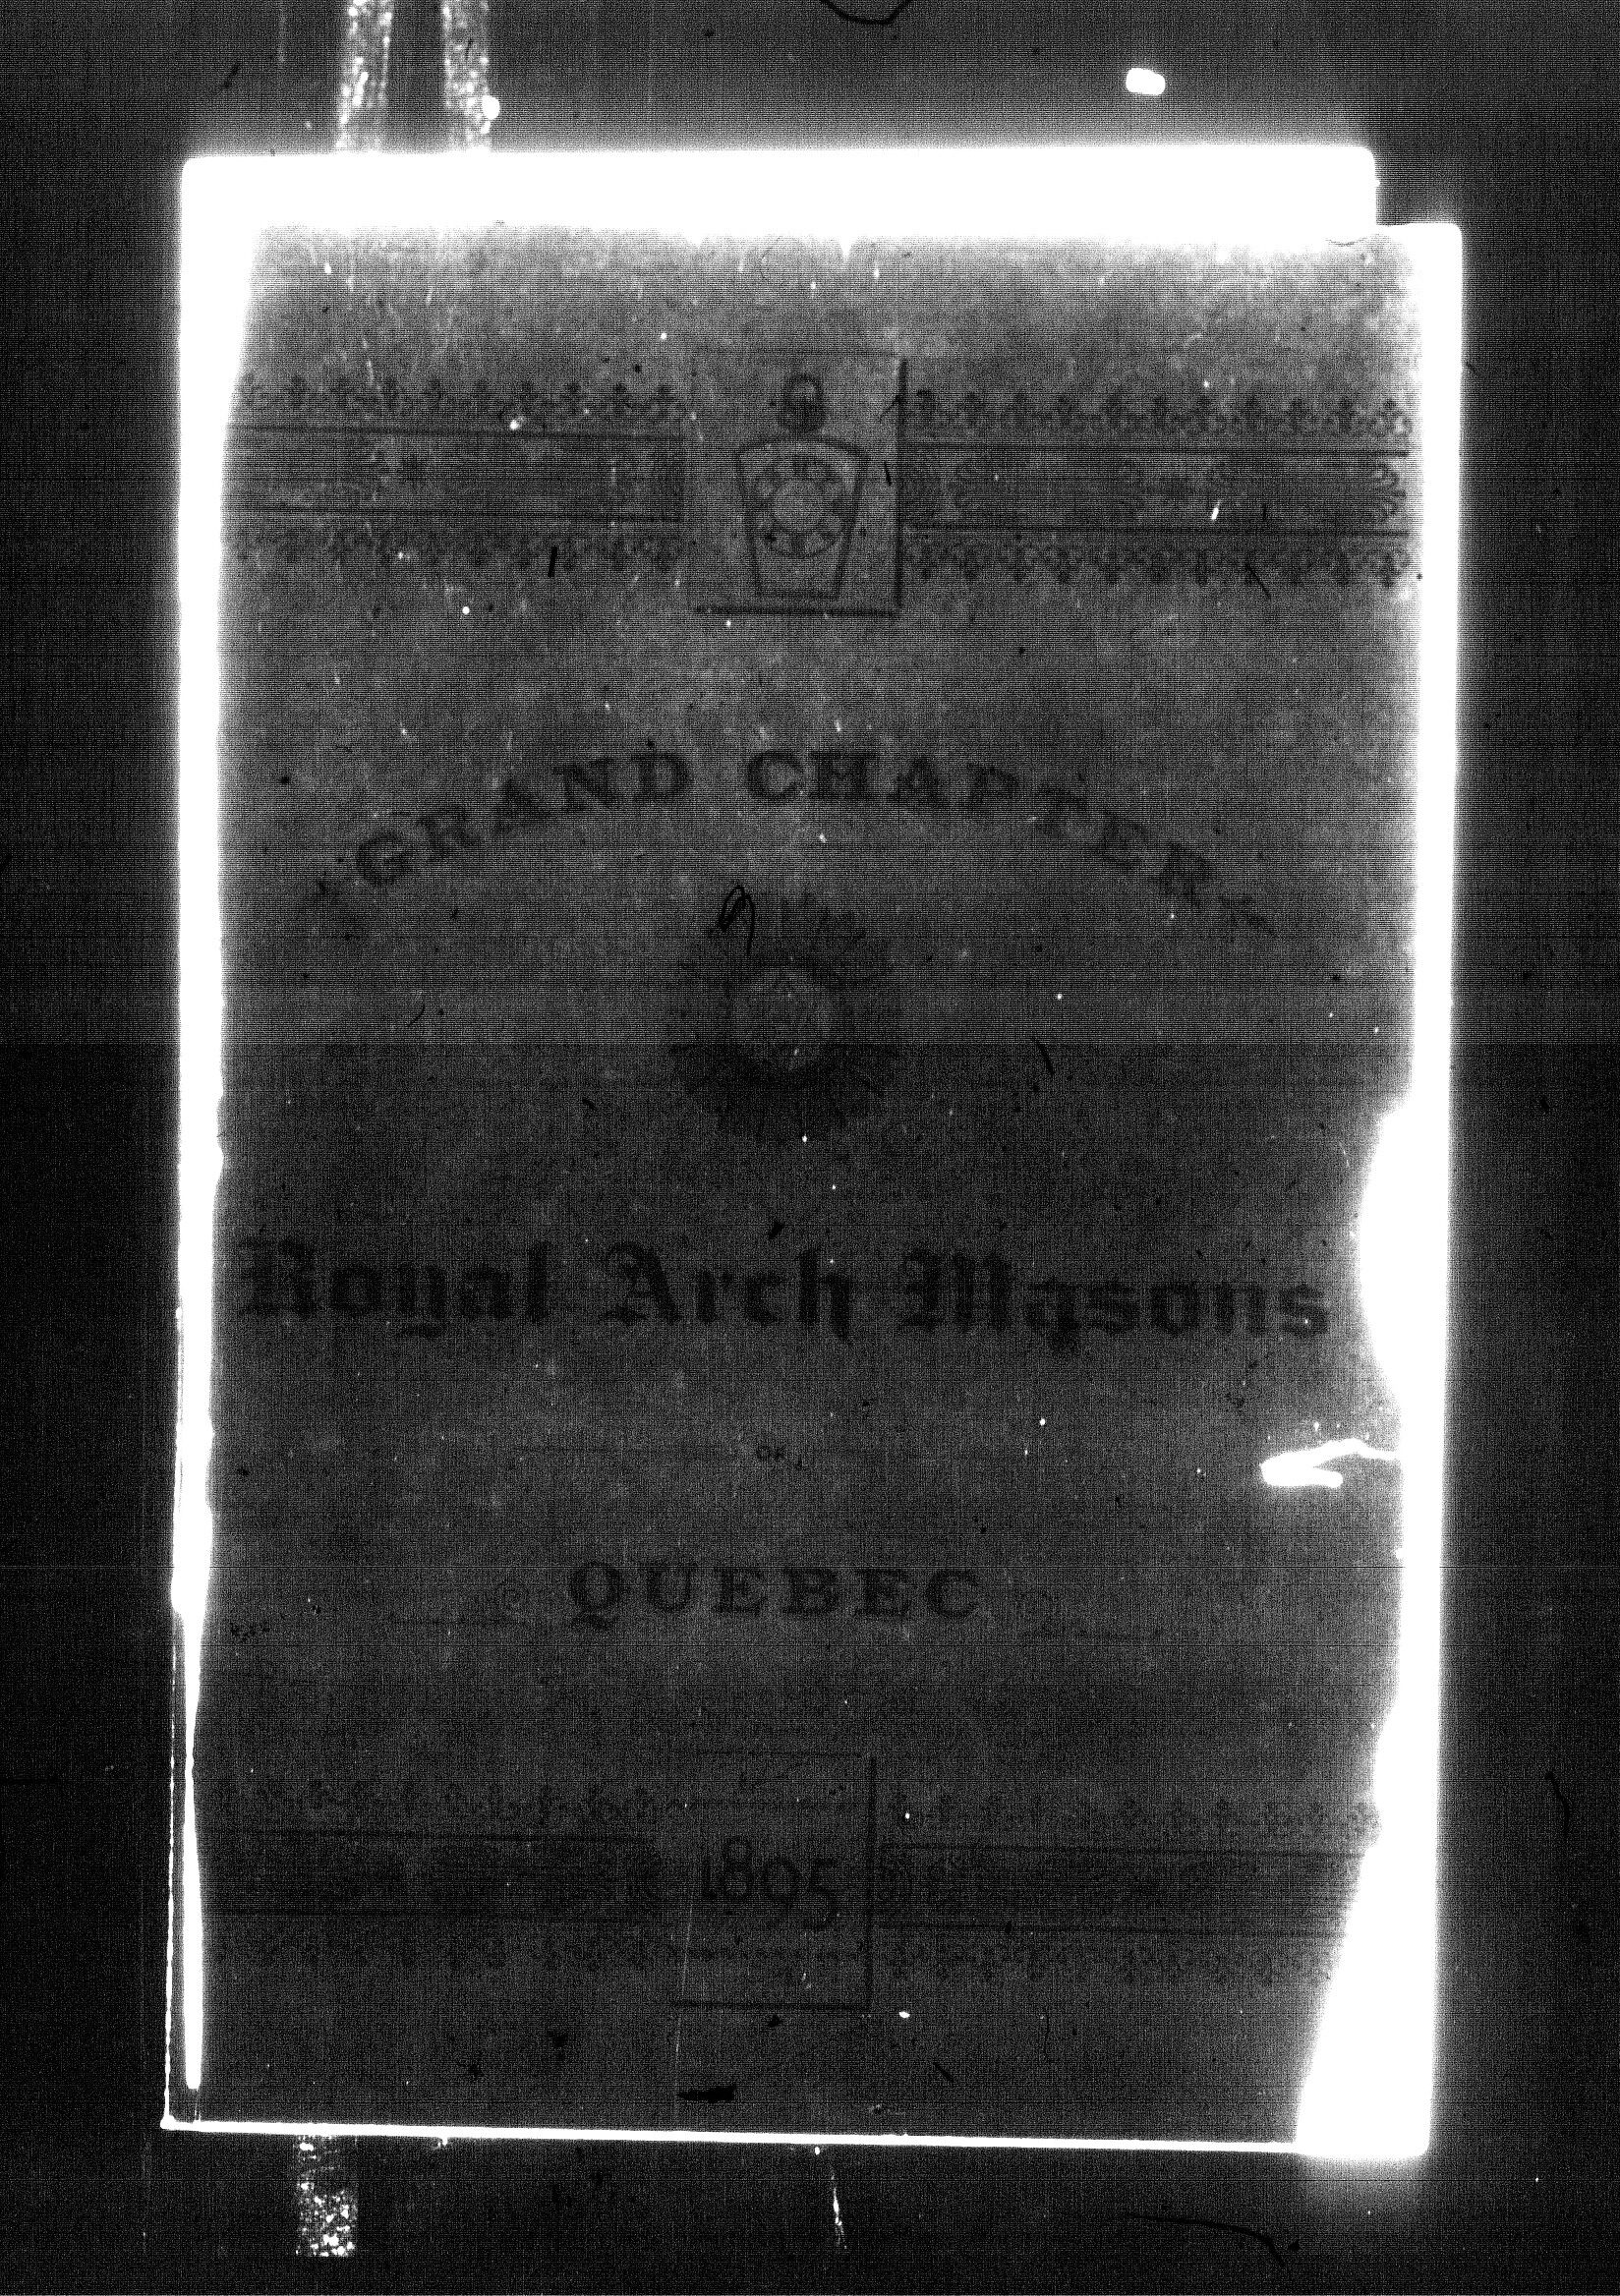 GRAND CHAPTER
Royal Arch Masons
OF
QUEBEC
1895